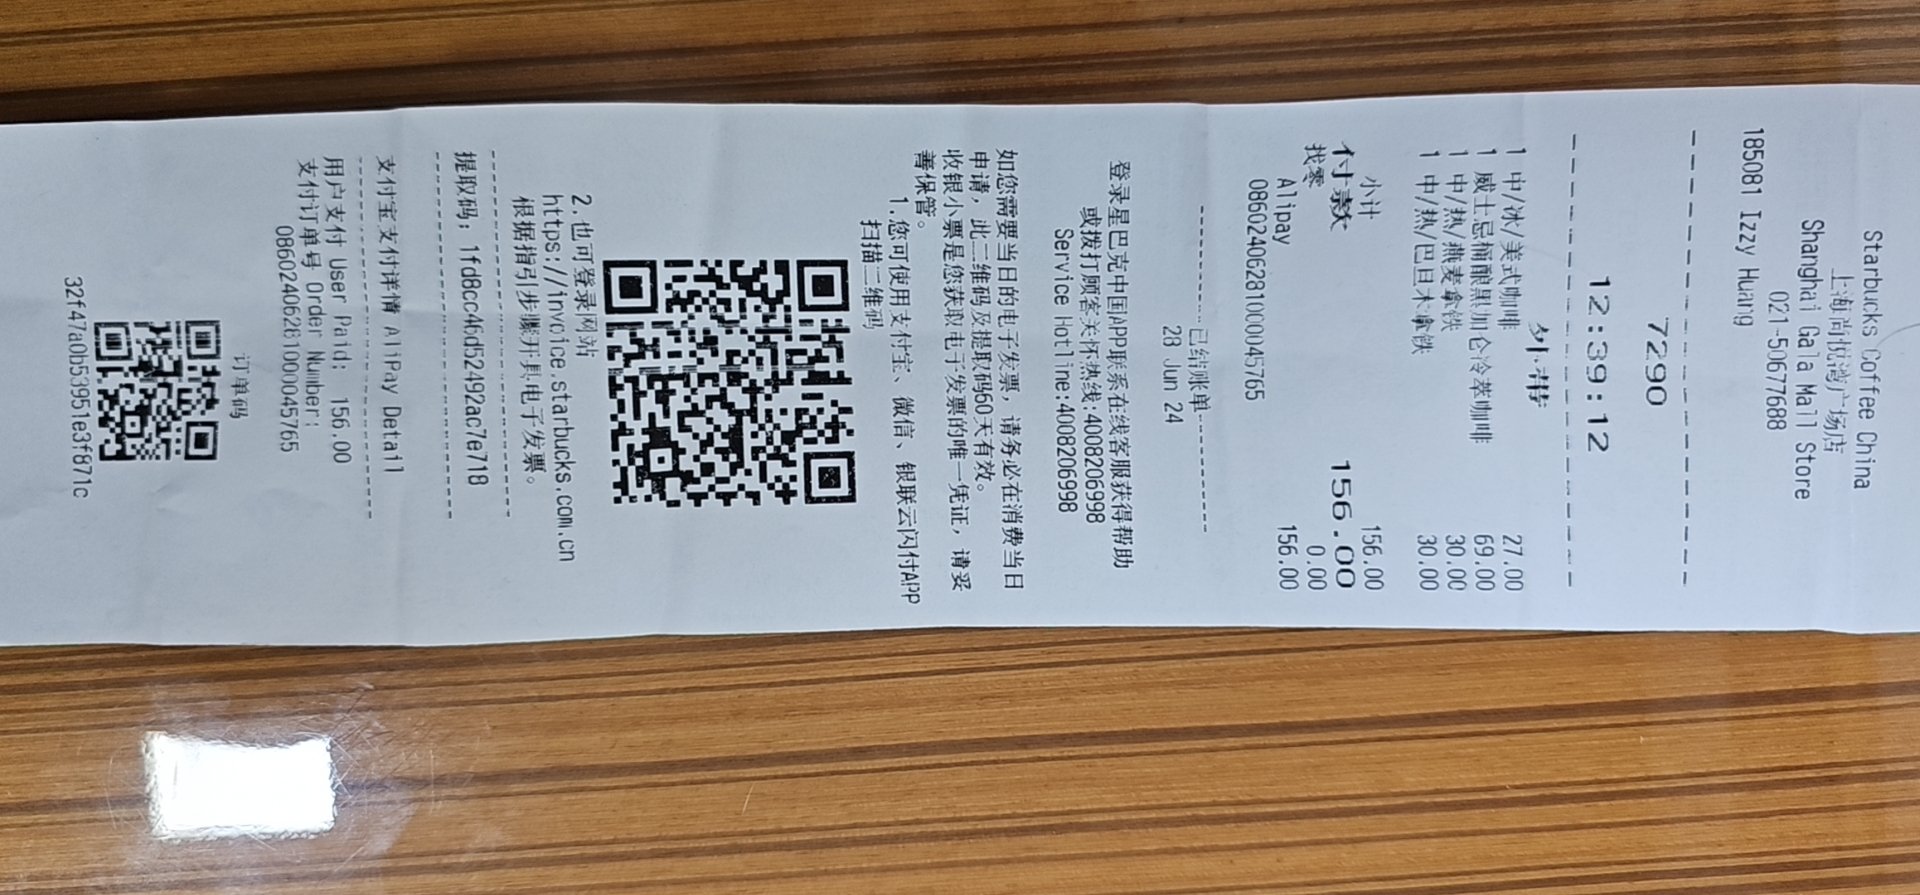 Starbucks Coffee China
上海尚悦湾广场店
Shanghai Gala Mall Store
021-50677688
185081 Izzy Huang
7290
12:39:12
外带
1 中/冰/美式咖啡 27.00
1 威士忌桶酿黑加仑冷萃咖啡 69.00
1 中/热/燕麦拿铁 30.00
1 中/热/巴旦木拿铁 30.00
小计 156.00
付款 156.00
找零 0.00
Alipay 156.00
08602406281000045765
已结账单
28 Jun 24
登录星巴克中国APP联系在线客服获得帮助
或拨打顾客关怀热线:4008206998
Service Hotline:4008206998
如您需要当日的电子发票，请务必在消费当日
申请，此二维码及提取码60天有效。
收银小票是您获取电子发票的唯一凭证，请妥
善保管。
1.您可使用支付宝、微信、银联云闪付APP
扫描二维码
2.也可登录网站
https://invoice.starbucks.com.cn
根据指引步骤开具电子发票。
提取码：1fd8cc46d52492ac7e718
支付宝支付详情 AliPay Detail
用户支付 User Paid: 156.00
支付订单号 Order Number:
08602406281000045765
订单码
32f47a0b53951e3f871c